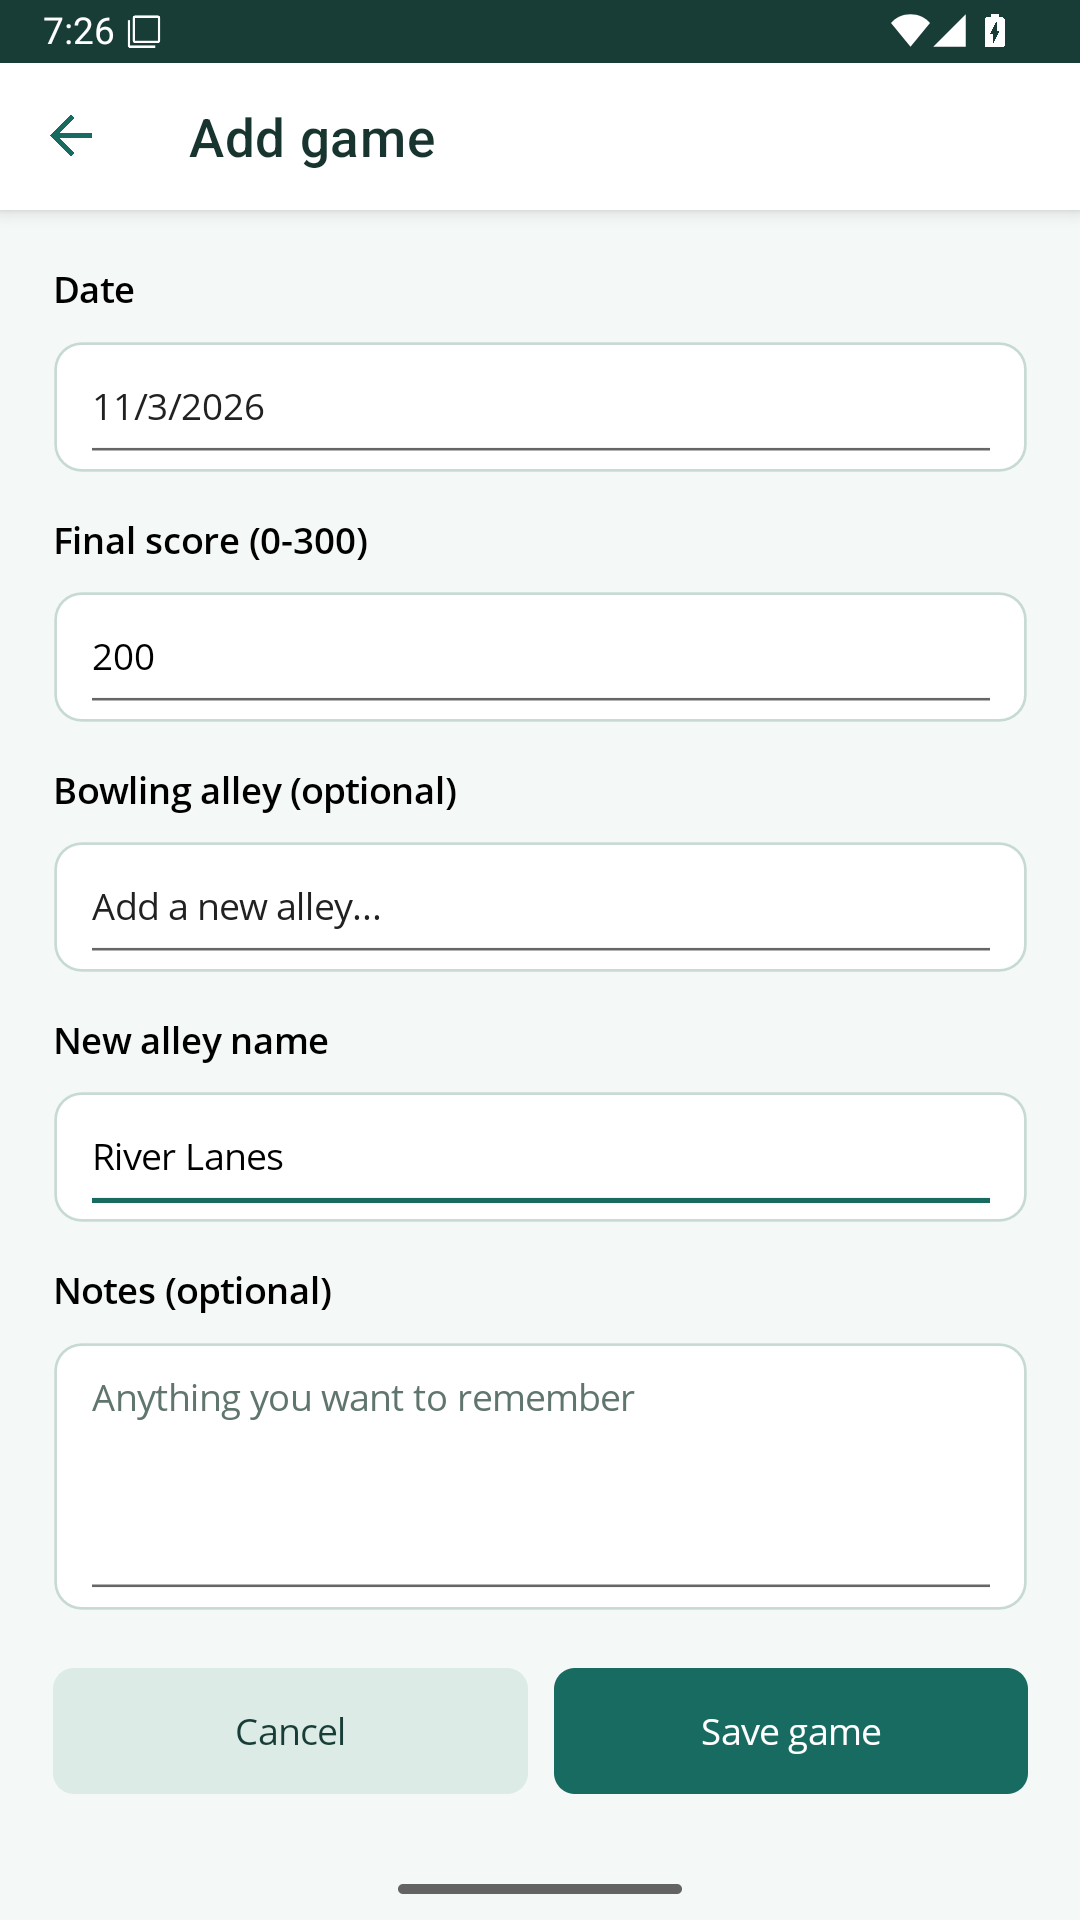 7:26
Add game
Date
11/3/2026
Final score (0-300)
200
Bowling alley (optional)
Add a new alley...
New alley name
River Lanes
Notes (optional)
Anything you want to remember
Cancel
Save game